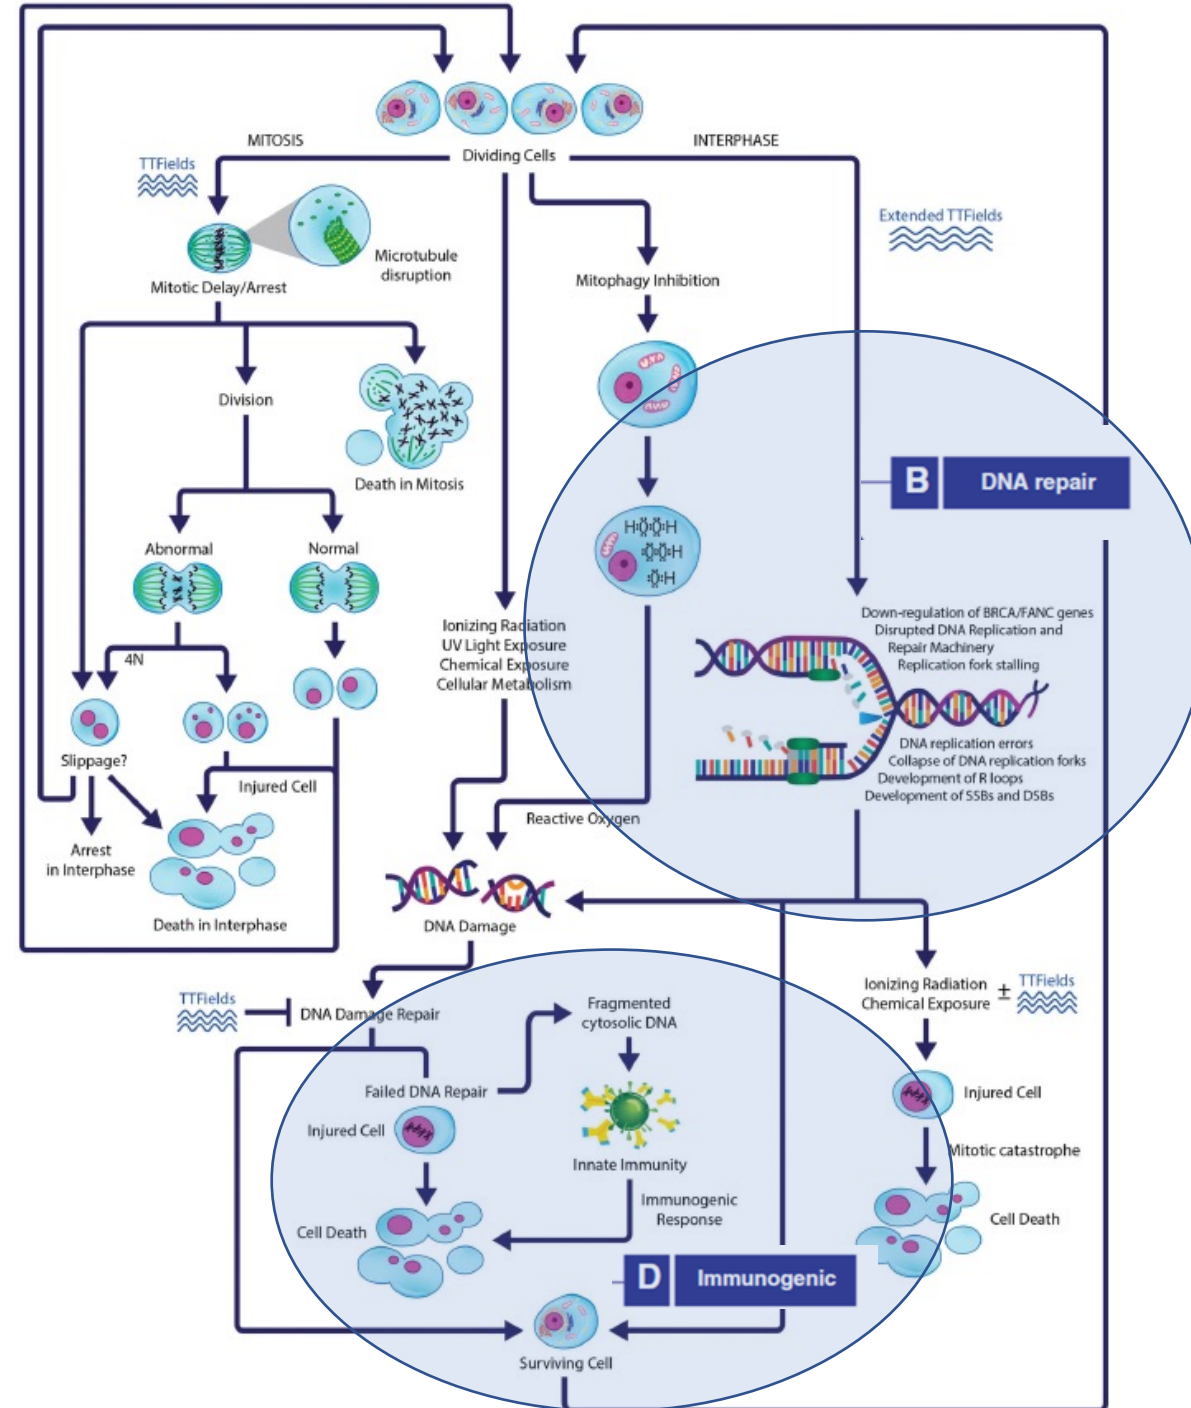 MITOSIS
INTERPHASE
Dividing Cells
TTFields
Extended TTFields
Microtubule
disruption
Mitotic Delay/Arrest
Mitophagy Inhibition
Division
Death in Mitosis
B
DNA repair
H:O:O:H
:O:O:H
:O:H
Abnormal
Normal
Ionizing Radiation
UV Light Exposure
Chemical Exposure
Cellular Metabolism
Down-regulation of BRCA/FANC genes
Disrupted DNA Replication and
Repair Machinery
Replication fork stalling
4N
DNA replication errors
Collapse of DNA replication forks
Development of R loops
Development of SSBs and DSBs
Slippage?
Injured Cell
Reactive Oxygen
Arrest
in Interphase
Death in Interphase
DNA Damage
Ionizing Radiation
Chemical Exposure
±
TTFields
TTFields
DNA Damage Repair
Fragmented
cytosolic DNA
Failed DNA Repair
Injured Cell
Injured Cell
Innate Immunity
Mitotic catastrophe
Immunogenic
Response
Cell Death
Cell Death
D
Immunogenic
Surviving Cell